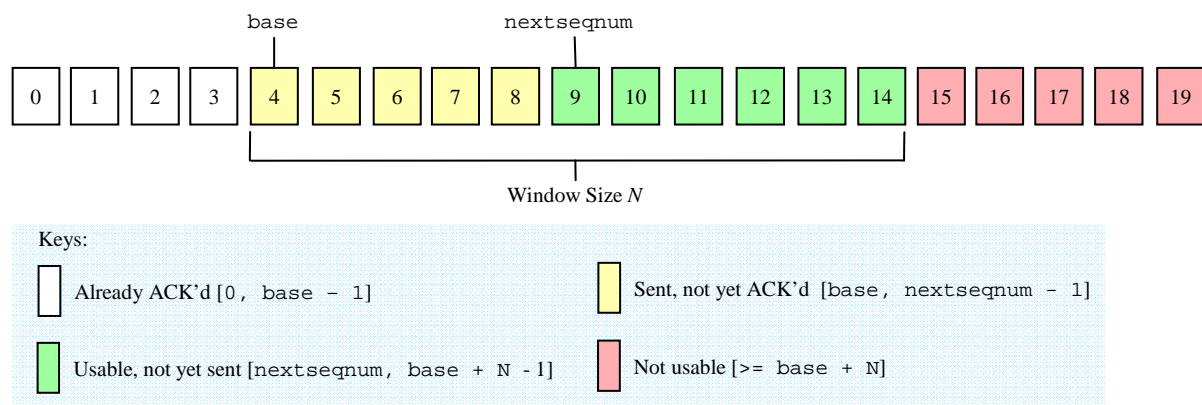 base nextseqnum
0 1 2 3 4 5 6 7 8 9 10 11 12 13 14 15 16 17 18 19
Window Size N
Keys:
Already ACK’d [0, base – 1]
Sent, not yet ACK’d [base, nextseqnum – 1]
Usable, not yet sent [nextseqnum, base + N - 1]
Not usable [>= base + N]